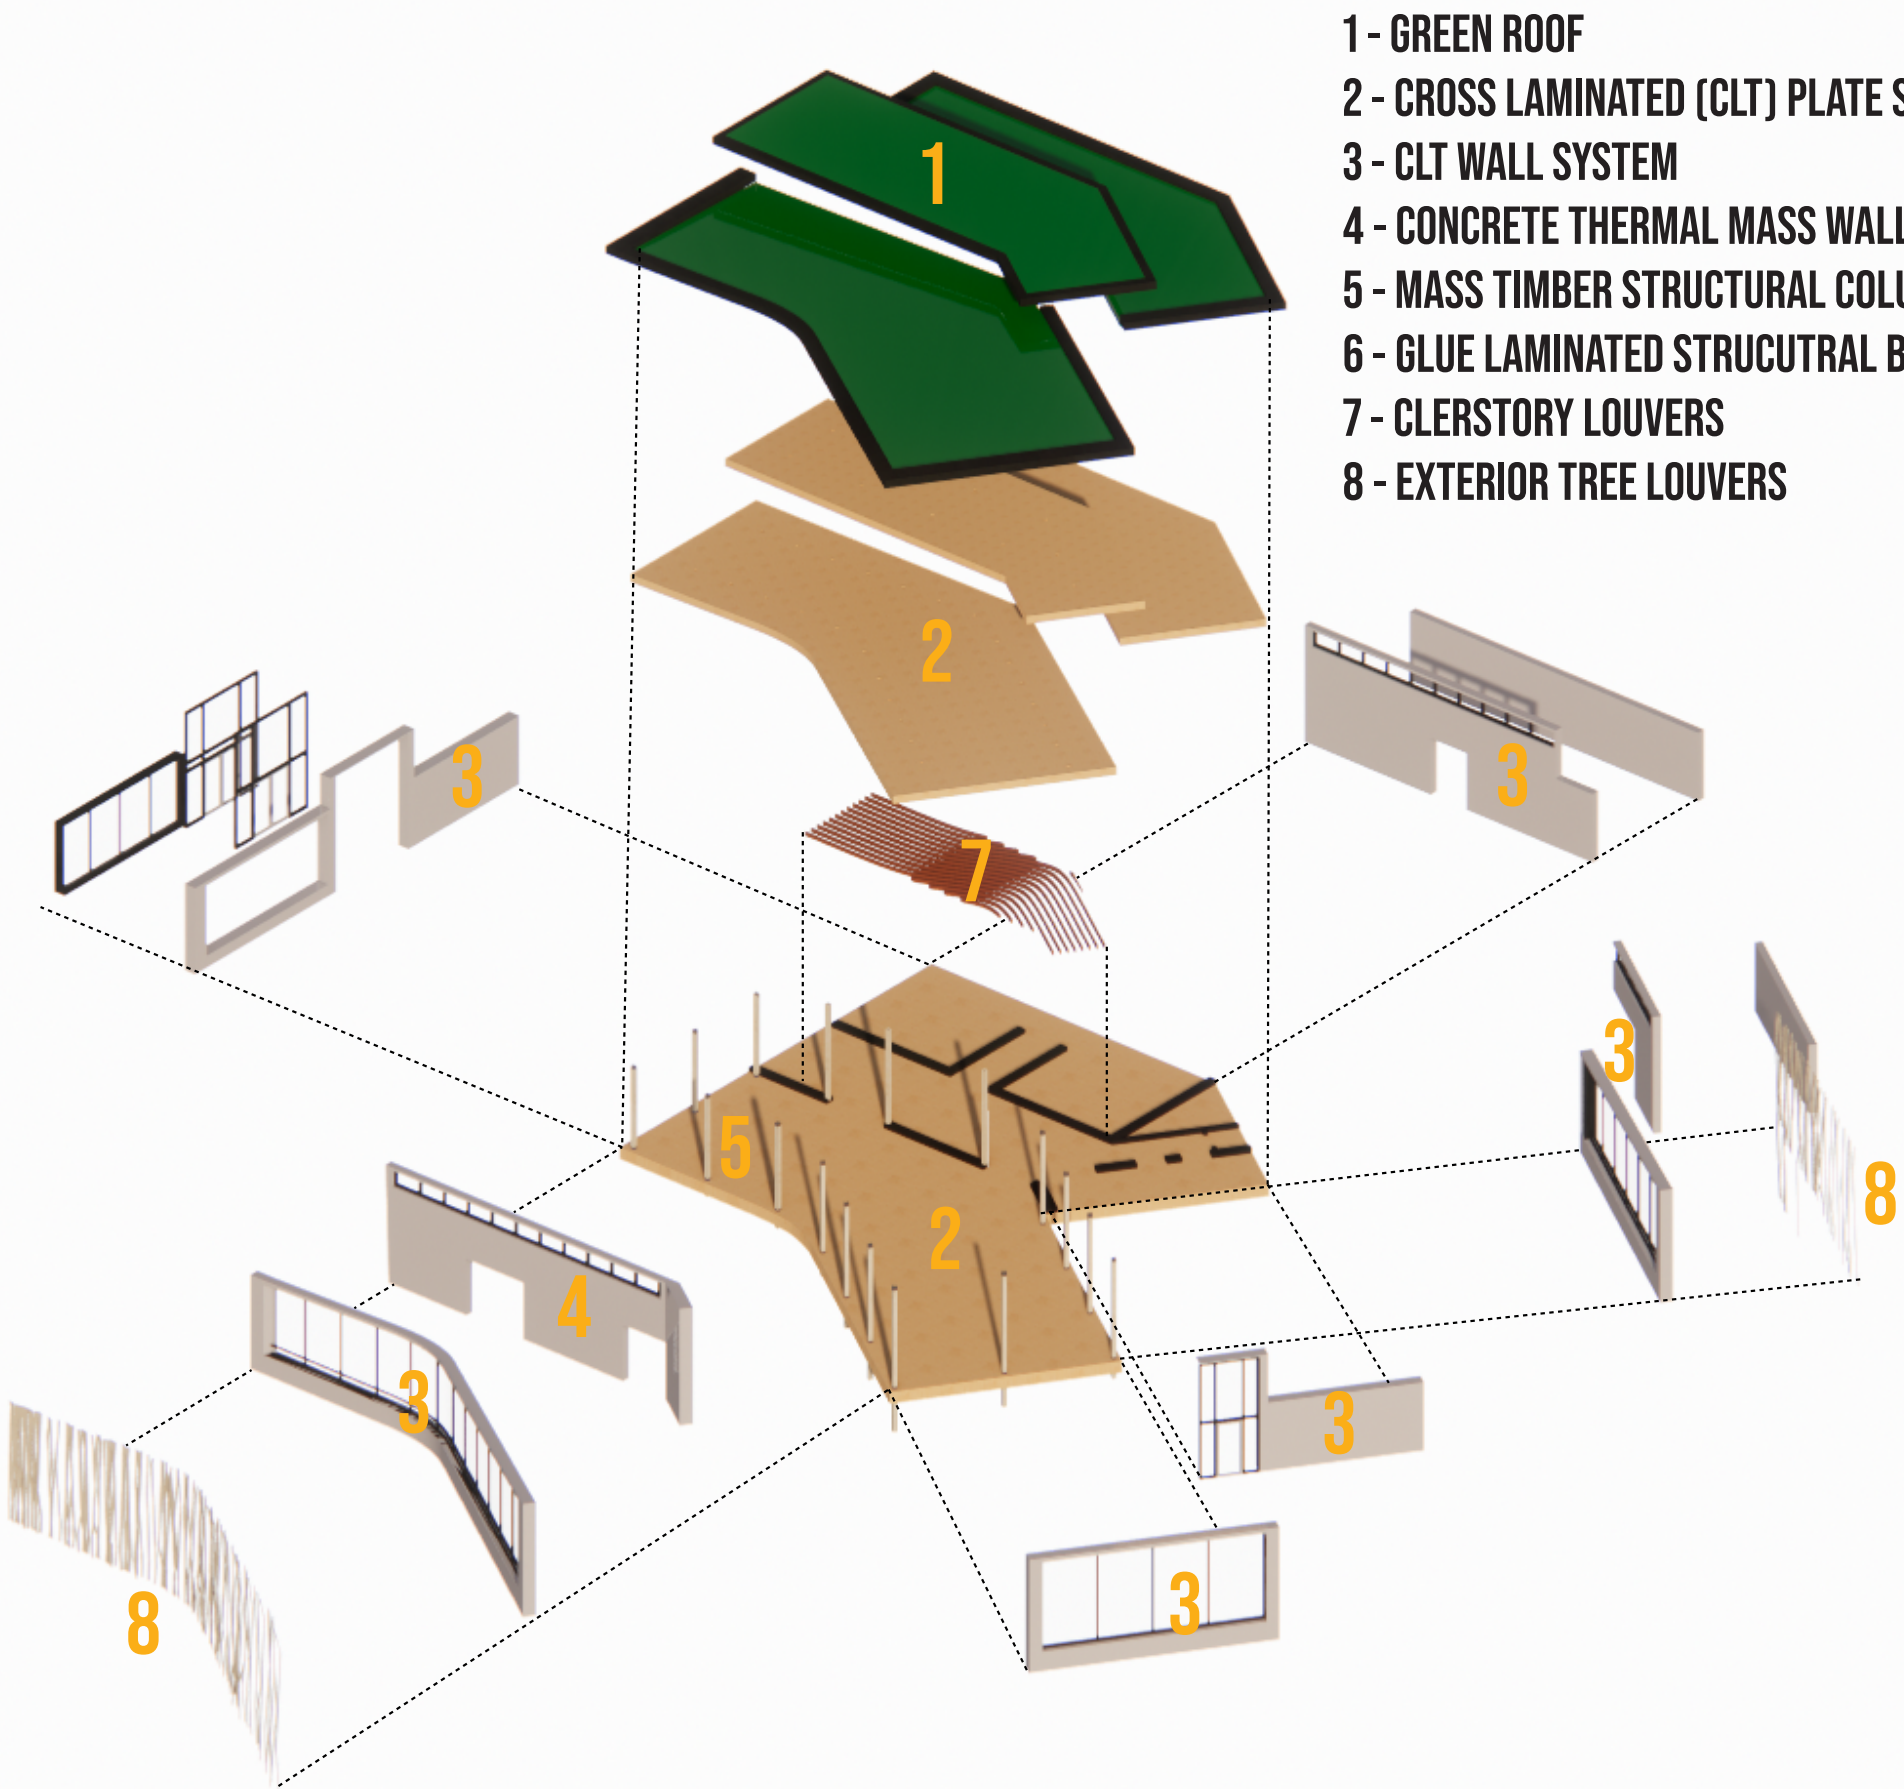 1 - GREEN ROOF
2 - CROSS LAMINATED (CLT) PLATE S
3 - CLT WALL SYSTEM
4 - CONCRETE THERMAL MASS WALL
5 - MASS TIMBER STRUCTURAL COLU
6 - GLUE LAMINATED STRUCUTRAL B
7 - CLERSTORY LOUVERS
8 - EXTERIOR TREE LOUVERS
1
2
3
3
7
3
5
8
2
4
3
3
3
8